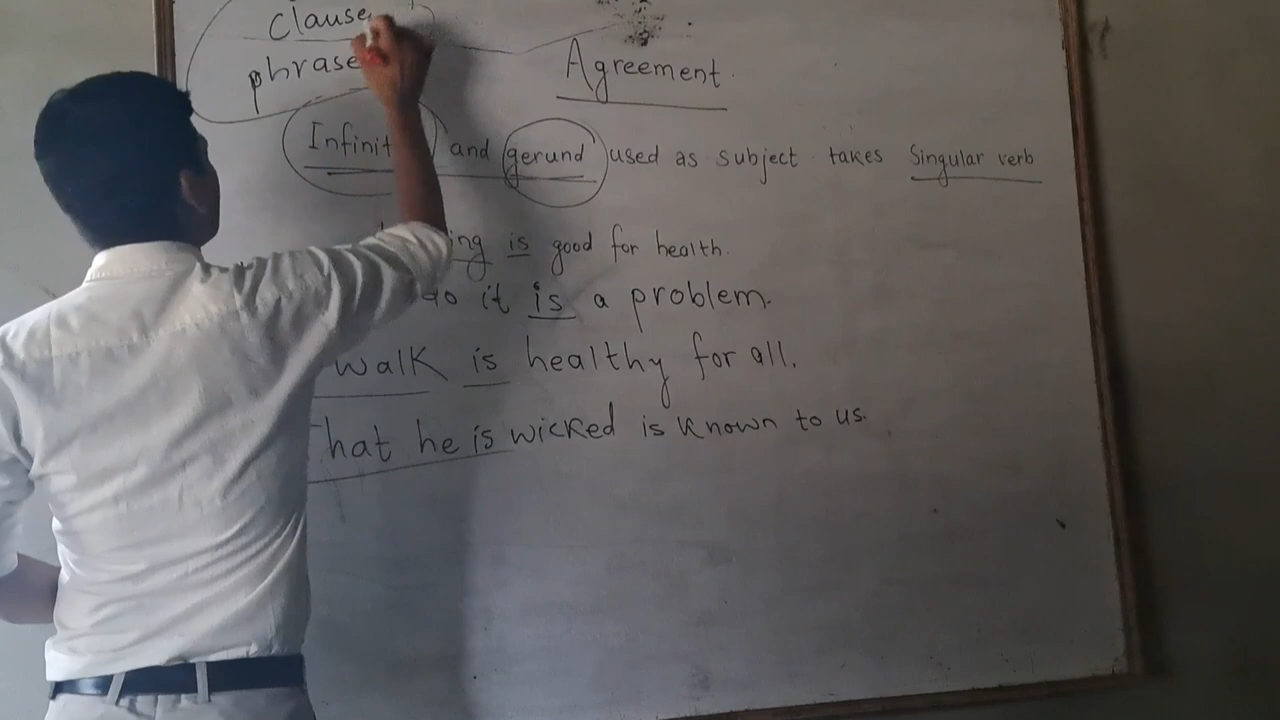 clause
phrase
Agreement
and gerund used as subject takes Singular verb
is good for health.
it is a problem.
walk is healthy for all.
he is wicked is known to us.